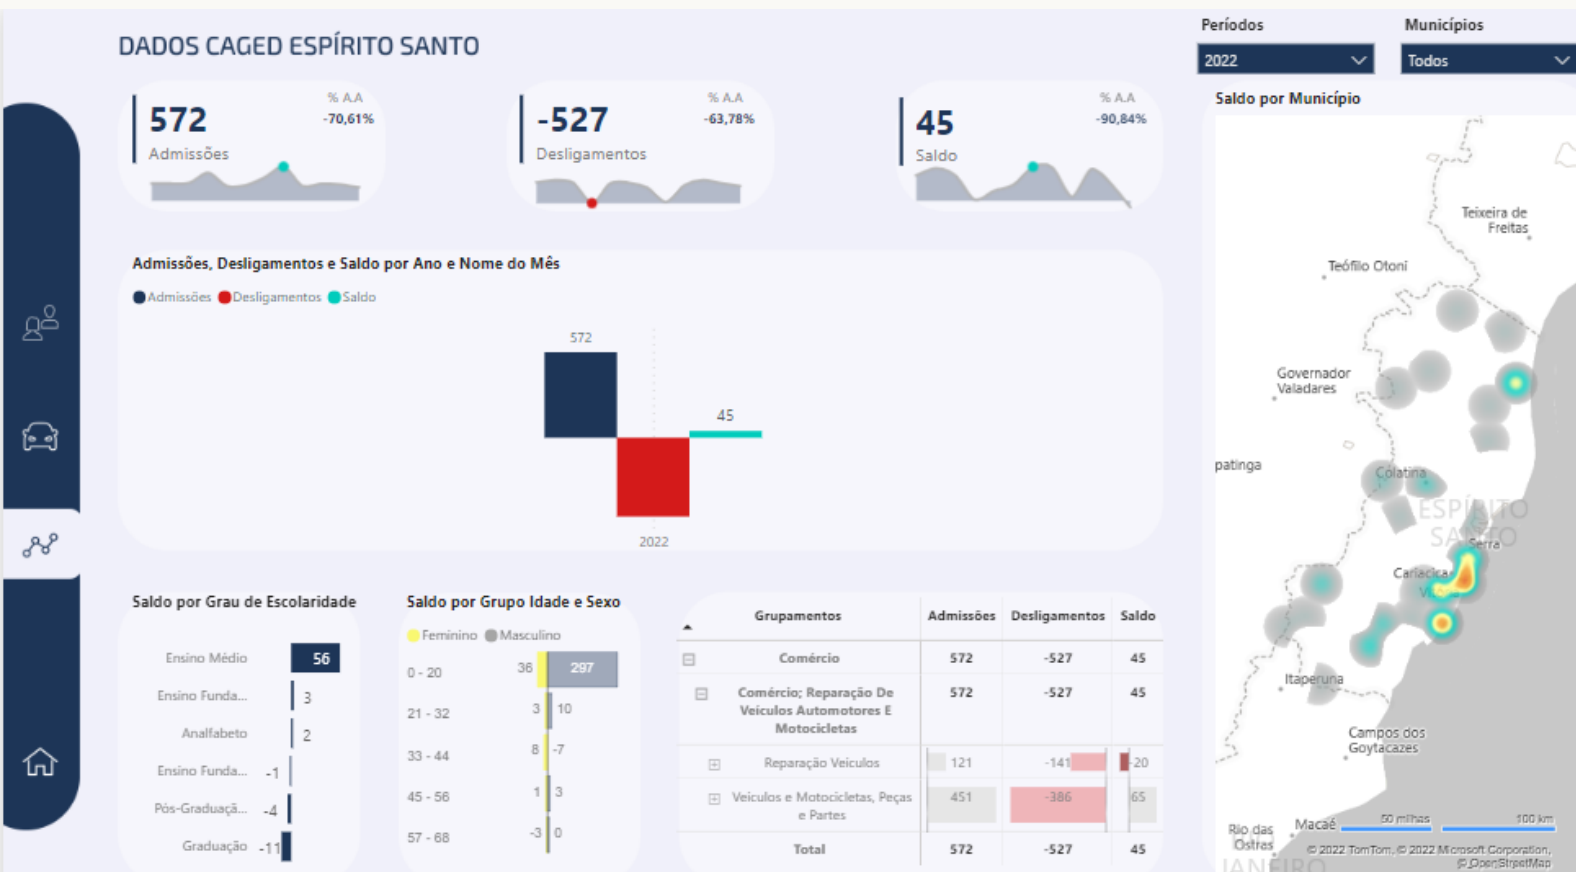 DADOS CAGED ESPÍRITO SANTO
Períodos
Municípios
2022
Todos
572
% A.A
-70,61%
Admissões
-527
% A.A
-63,78%
Desligamentos
45
% A.A
-90,84%
Saldo
Saldo por Município
Teixeira de
Freitas
Teófilo Otoni
Governador
Valadares
patinga
Colatina
ESPÍRITO
SANTO
Serra
Cariacica
Itaperuna
Campos dos
Goytacazes
Macaé
Rio das
Ostras
50 milhas
100 km
© 2022 TomTom, © 2022 Microsoft Corporation,
© OpenStreetMap
Admissões, Desligamentos e Saldo por Ano e Nome do Mês
Admissões Desligamentos Saldo
572
45
2022
Saldo por Grau de Escolaridade
Ensino Médio 56
Ensino Funda... 3
Analfabeto 2
Ensino Funda... -1
Pós-Graduaçã... -4
Graduação -11
Saldo por Grupo Idade e Sexo
Feminino Masculino
0 - 20 36 297
21 - 32 3 10
33 - 44 8 -7
45 - 56 1 3
57 - 68 -3 0
Grupamentos Admissões Desligamentos Saldo
Comércio 572 -527 45
Comércio; Reparação De 572 -527 45
Veículos Automotores E
Motocicletas
Reparação Veículos 121 -141 -20
Veículos e Motocicletas, Peças 451 -386 65
e Partes
Total 572 -527 45